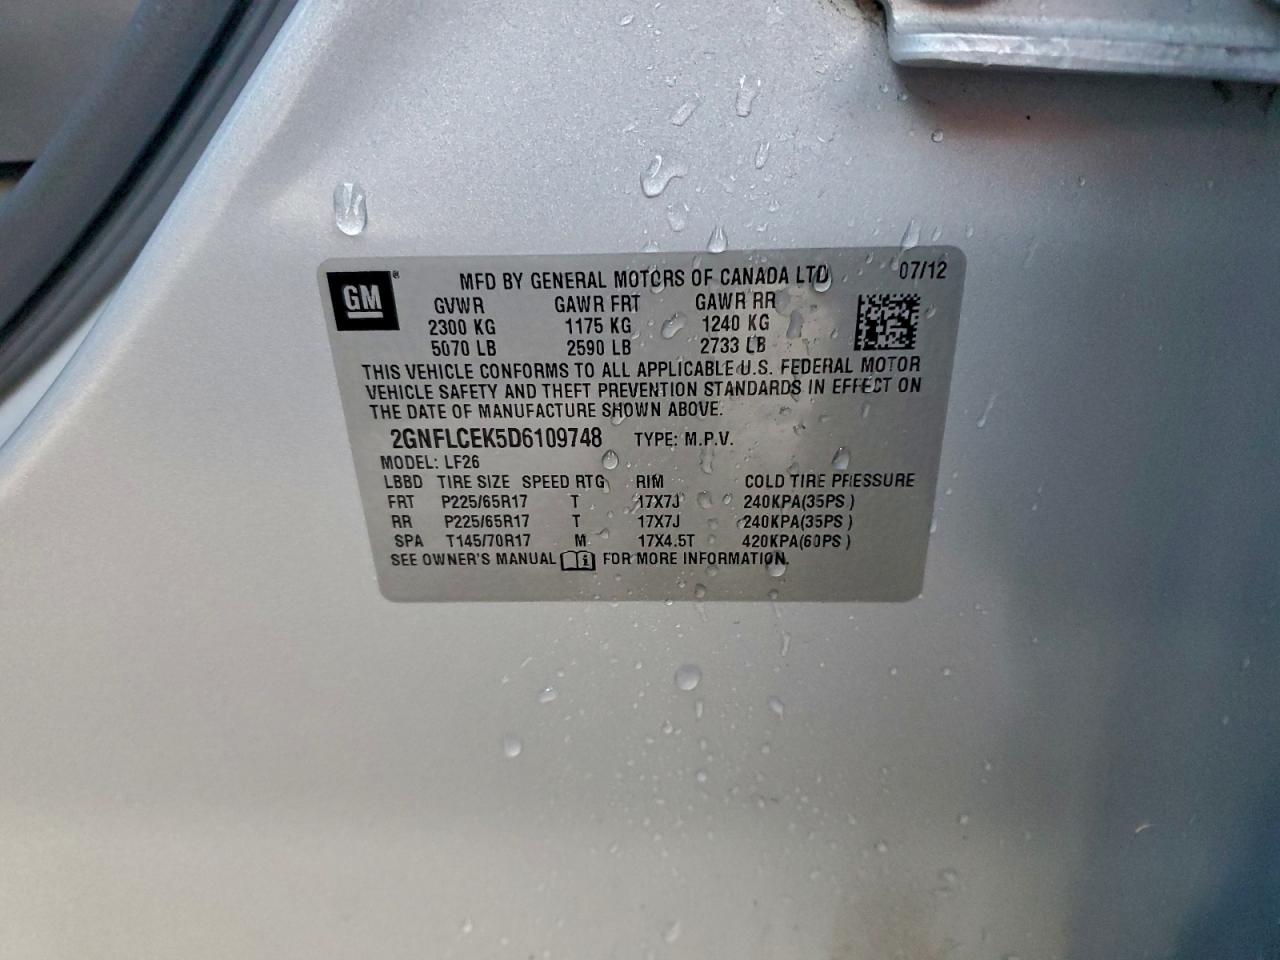 GM ®
MFD BY GENERAL MOTORS OF CANADA LTD 07/12
GVWR GAWR FRT GAWR RR
2300 KG 1175 KG 1240 KG
5070 LB 2590 LB 2733 LB
THIS VEHICLE CONFORMS TO ALL APPLICABLE U.S. FEDERAL MOTOR
VEHICLE SAFETY AND THEFT PREVENTION STANDARDS IN EFFECT ON
THE DATE OF MANUFACTURE SHOWN ABOVE.
2GNFLCEK5D6109748 TYPE: M.P.V.
MODEL: LF26
LBBD TIRE SIZE SPEED RTG RIM COLD TIRE PRESSURE
FRT P225/65R17 T 17X7J 240KPA(35PS )
RR P225/65R17 T 17X7J 240KPA(35PS )
SPA T145/70R17 M 17X4.5T 420KPA(60PS )
SEE OWNER'S MANUAL i FOR MORE INFORMATION.